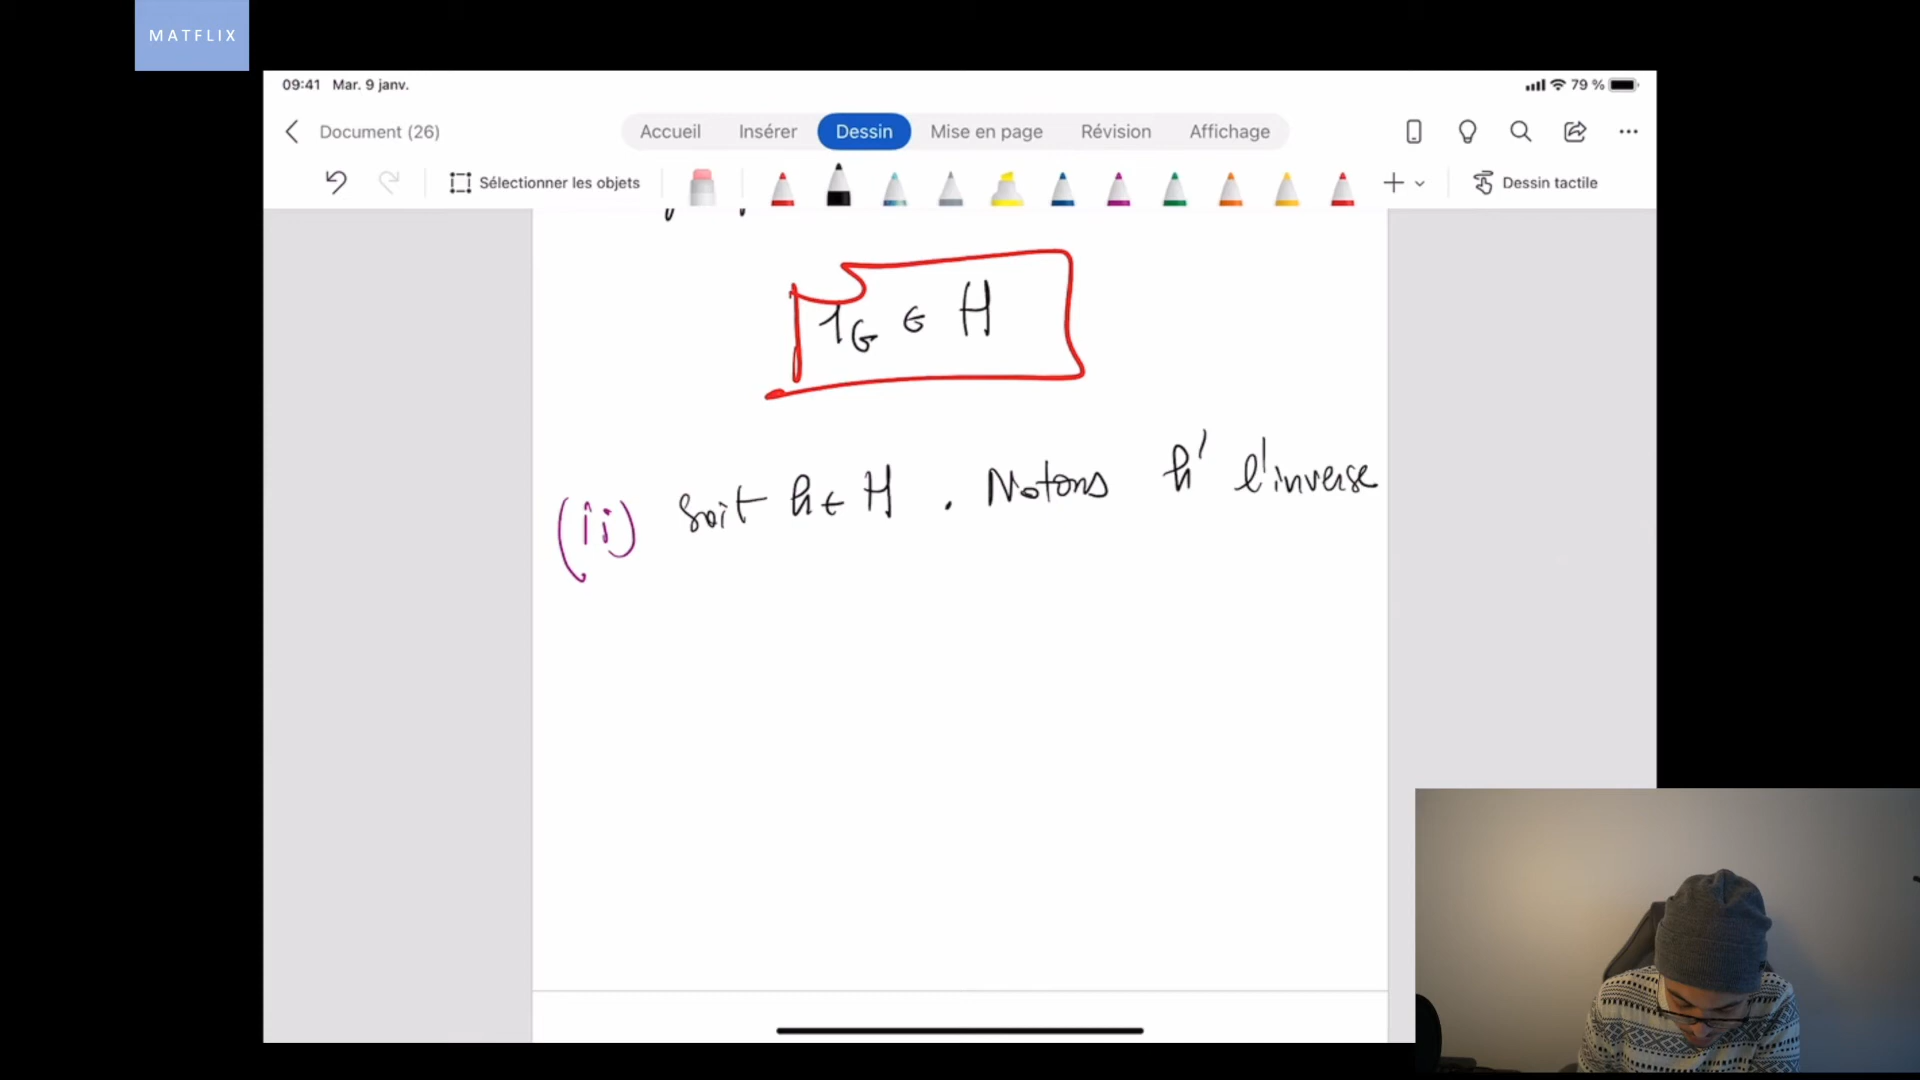 MATFLIX
09:41 Mar. 9 janv. 79 %
Document (26) Accueil Insérer Dessin Mise en page Révision Affichage
Sélectionner les objets Dessin tactile
1G ∈ H
(ii) Soit h ∈ H . Notons h' l'inverse